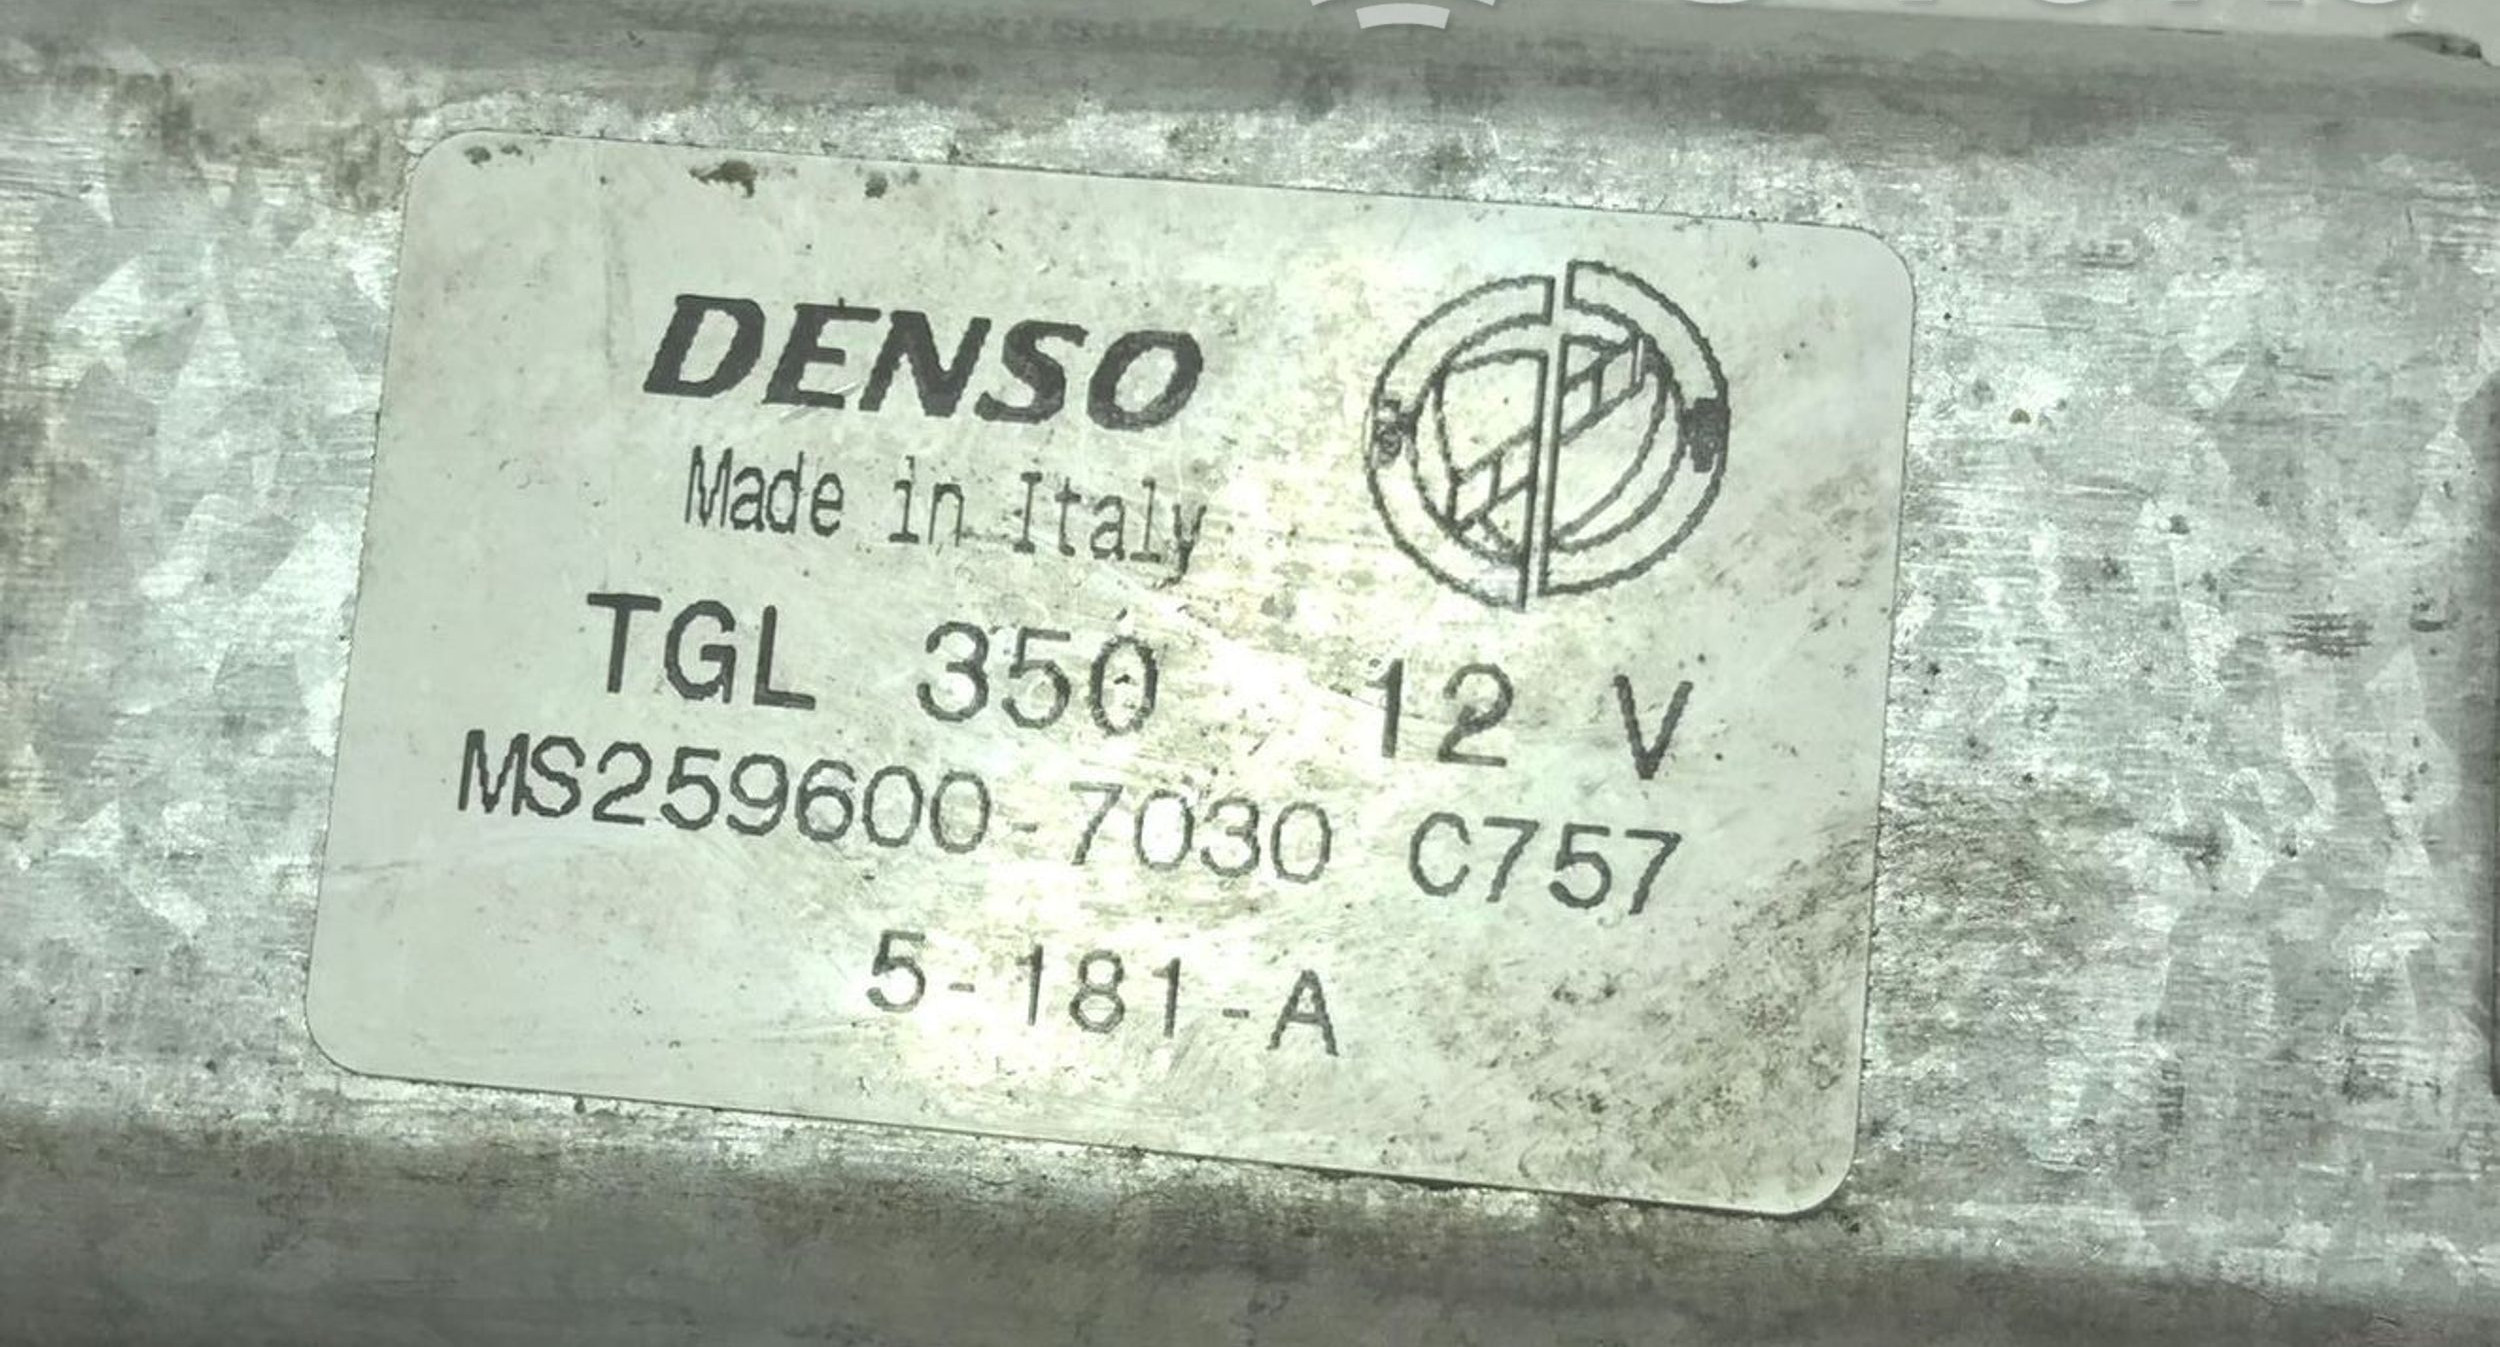 DENSO
Made in Italy
TGL 350 12 V
MS259600-7030 C757
5-181-A